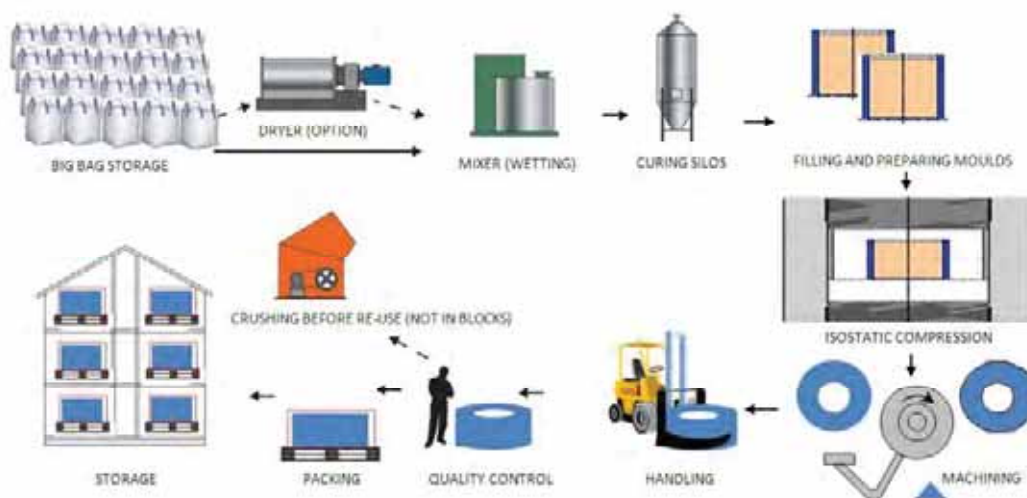 DRYER (OPTION)
BIG BAG STORAGE
MIXER (WETTING)
CURING SILOS
FILLING AND PREPARING MOULDS
CRUSHING BEFORE RE-USE (NOT IN BLOCKS)
ISOSTATIC COMPRESSION
STORAGE
PACKING
QUALITY CONTROL
HANDLING
MACHINING